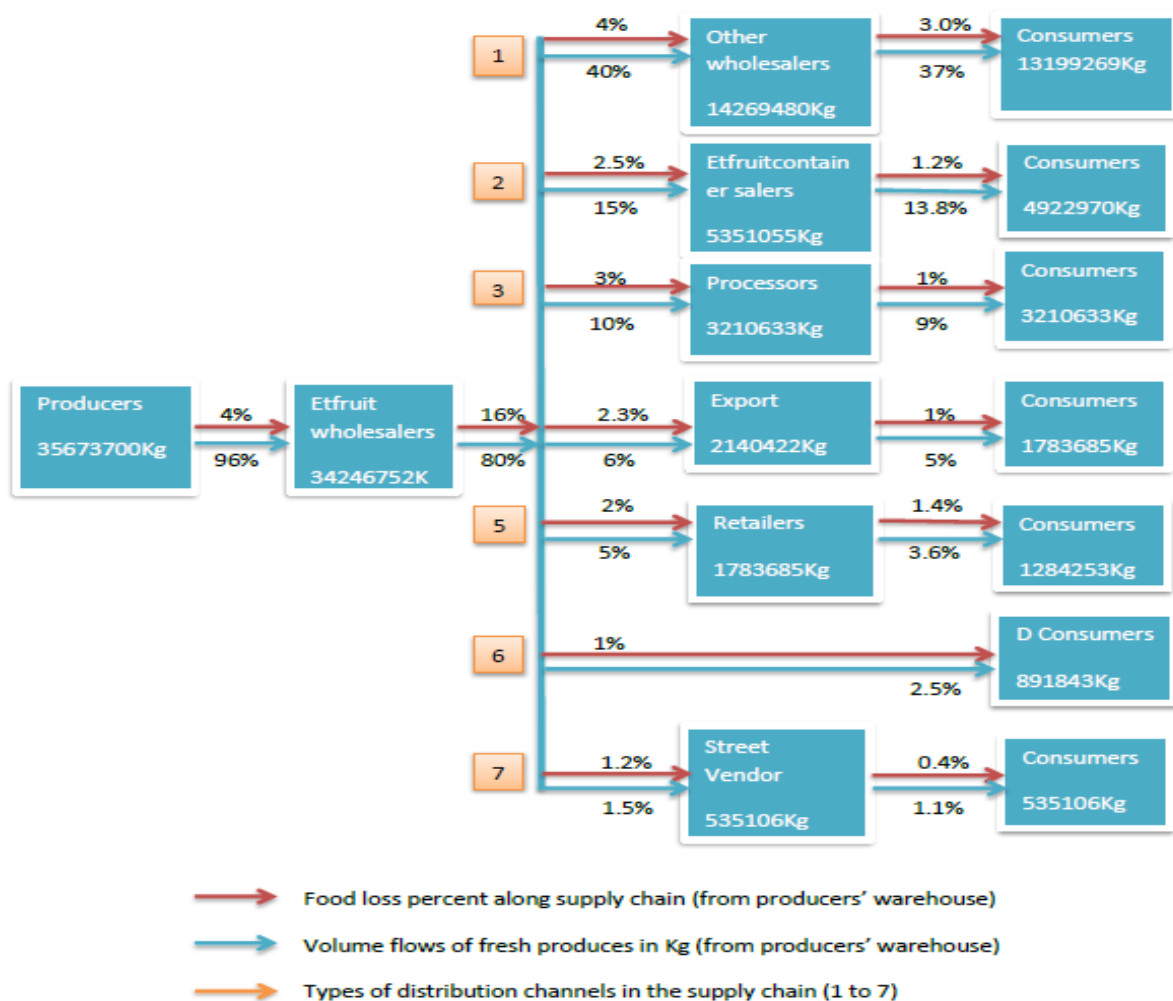 1
4%
40%
Other
wholesalers
14269480Kg
3.0%
37%
Consumers
13199269Kg
2
2.5%
15%
Etfruitcontain
er salers
5351055Kg
1.2%
13.8%
Consumers
4922970Kg
3
3%
10%
Processors
3210633Kg
1%
9%
Consumers
3210633Kg
Producers
35673700Kg
4%
96%
Etfruit
wholesalers
34246752K
16%
80%
2.3%
6%
Export
2140422Kg
1%
5%
Consumers
1783685Kg
5
2%
5%
Retailers
1783685Kg
1.4%
3.6%
Consumers
1284253Kg
6
1%
2.5%
D Consumers
891843Kg
7
1.2%
1.5%
Street
Vendor
535106Kg
0.4%
1.1%
Consumers
535106Kg
Food loss percent along supply chain (from producers’ warehouse)
Volume flows of fresh produces in Kg (from producers’ warehouse)
Types of distribution channels in the supply chain (1 to 7)